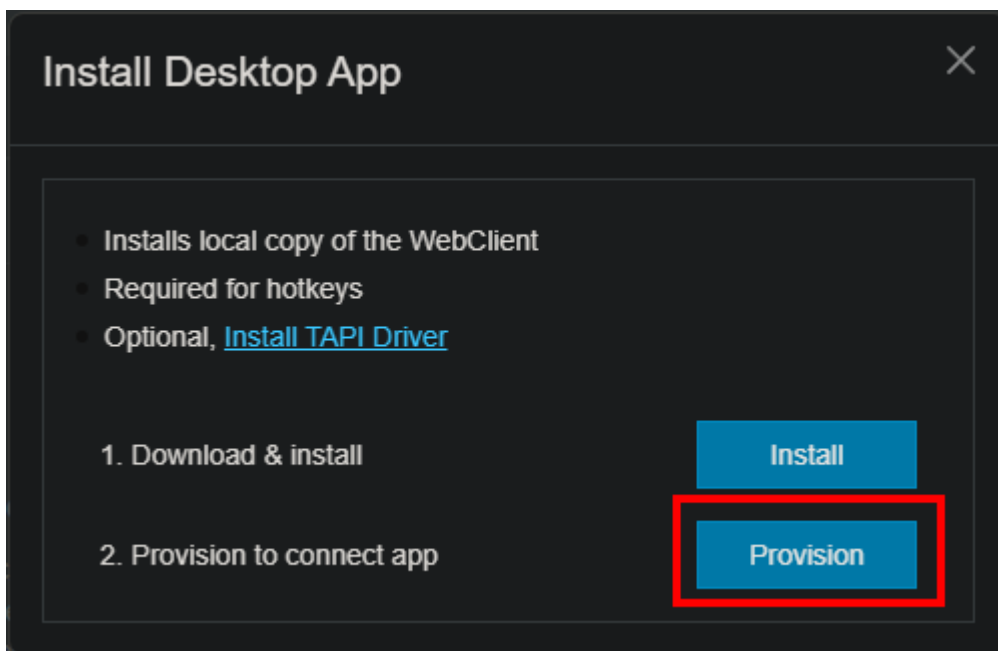 Install Desktop App
Installs local copy of the WebClient
Required for hotkeys
Optional, Install TAPI Driver
1. Download & install
Install
2. Provision to connect app
Provision